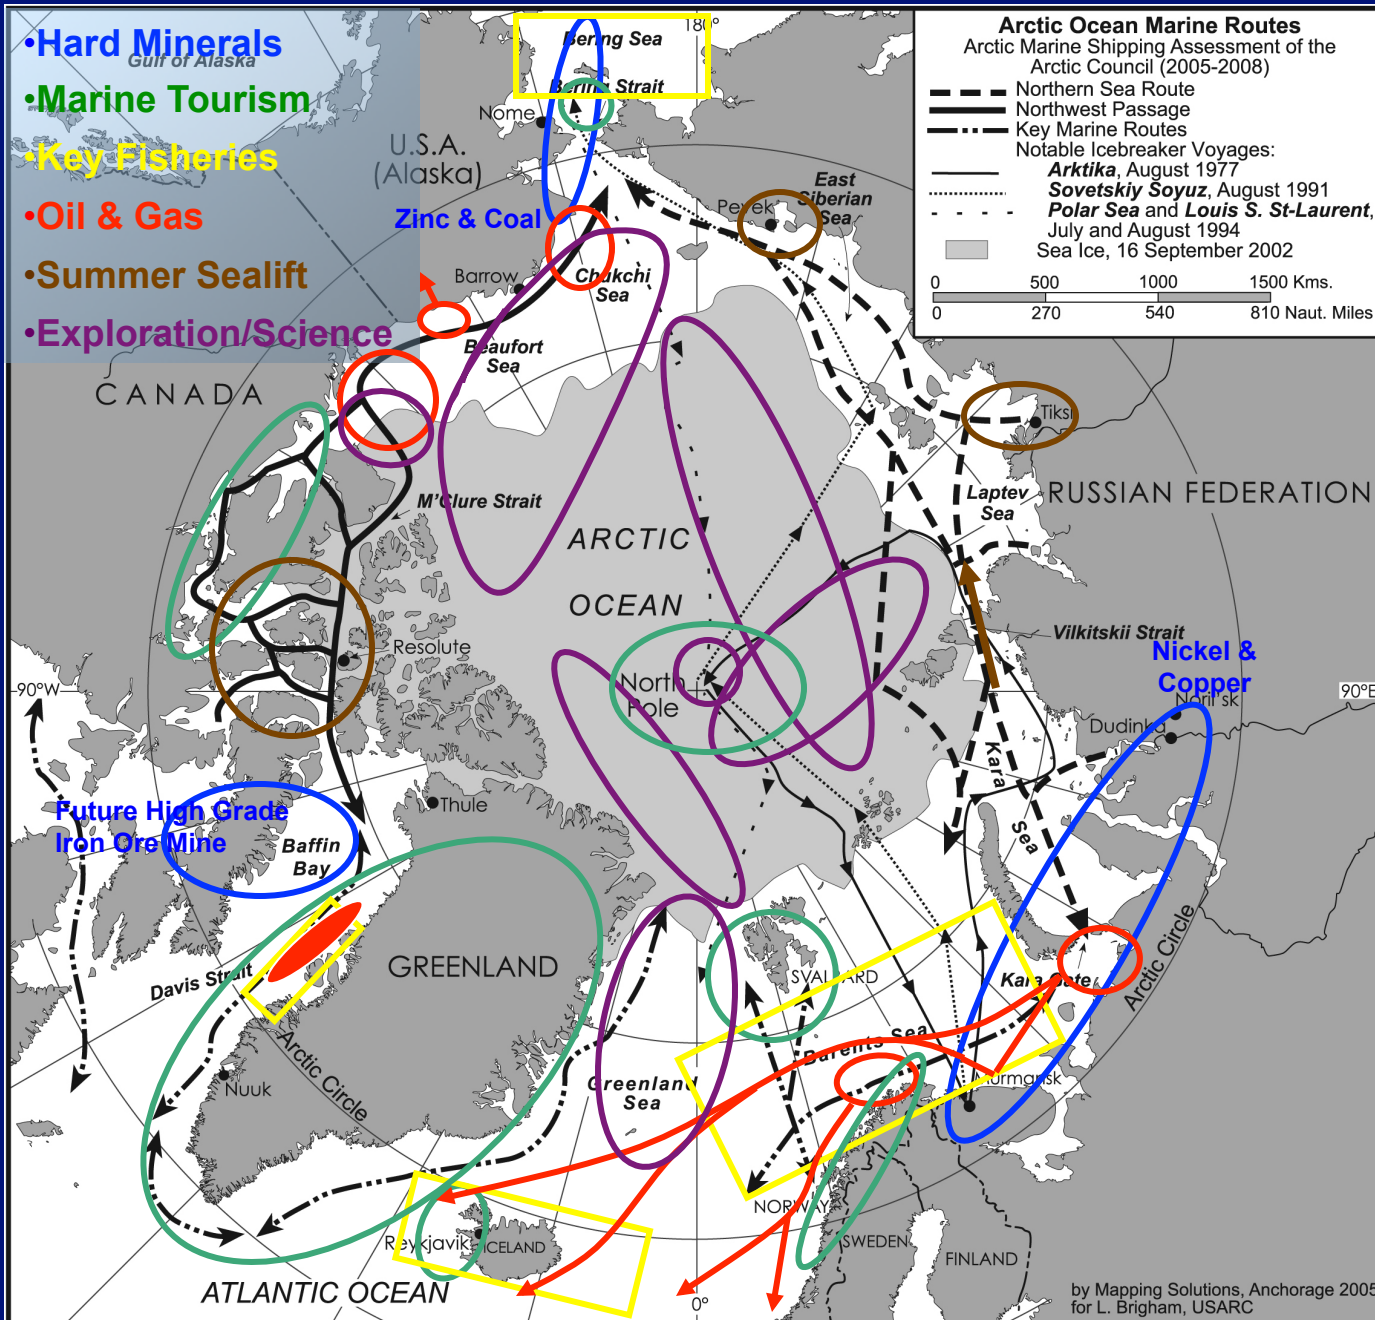 •Hard Minerals
Gulf of Alaska
•Marine Tourism
•Key Fisheries
•Oil & Gas
•Summer Sealift
•Exploration/Science
Arctic Ocean Marine Routes
Arctic Marine Shipping Assessment of the
Arctic Council (2005-2008)
Northern Sea Route
Northwest Passage
Key Marine Routes
Notable Icebreaker Voyages:
Arktika, August 1977
Sovetskiy Soyuz, August 1991
Polar Sea and Louis S. St-Laurent,
July and August 1994
Sea Ice, 16 September 2002
0 500 1000 1500 Kms.
0 270 540 810 Naut. Miles
180°
Bering Sea
Bering Strait
Nome
U.S.A.
(Alaska)
Zinc & Coal
East
Siberian
Sea
Pevek
Barrow
Chukchi
Sea
Beaufort
Sea
CANADA
Tiksi
M'Clure Strait
Laptev
Sea
RUSSIAN FEDERATION
ARCTIC
OCEAN
Resolute
Vilkitskii Strait
Nickel &
Copper
North
Pole
90°W
90°E
Noril'sk
Dudinka
Kara
Sea
Thule
Future High Grade
Iron Ore Mine
Baffin
Bay
Davis Strait
GREENLAND
SVALBARD
Kara Gate
Arctic Circle
Barents Sea
Arctic Circle
Nuuk
Greenland
Sea
Murmansk
NORWAY
Reykjavik
ICELAND
SWEDEN
FINLAND
ATLANTIC OCEAN
0°
by Mapping Solutions, Anchorage 2005
for L. Brigham, USARC